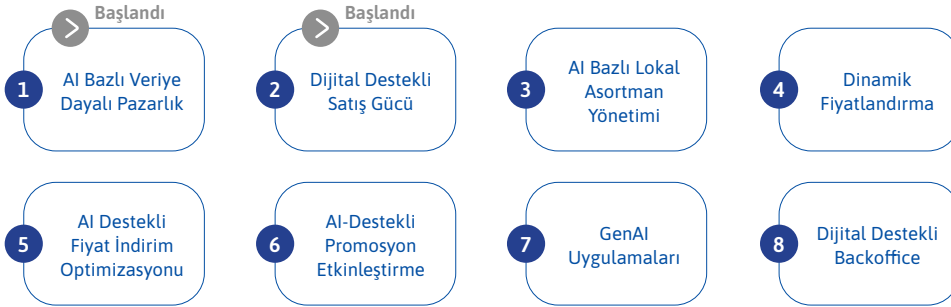 Başlandı
Başlandı
1
AI Bazlı Veriye
Dayalı Pazarlık
2
Dijital Destekli
Satış Gücü
3
AI Bazlı Lokal
Asortman
Yönetimi
4
Dinamik
Fiyatlandırma
5
AI Destekli
Fiyat İndirim
Optimizasyonu
6
AI-Destekli
Promosyon
Etkinleştirme
7
GenAI
Uygulamaları
8
Dijital Destekli
Backoffice